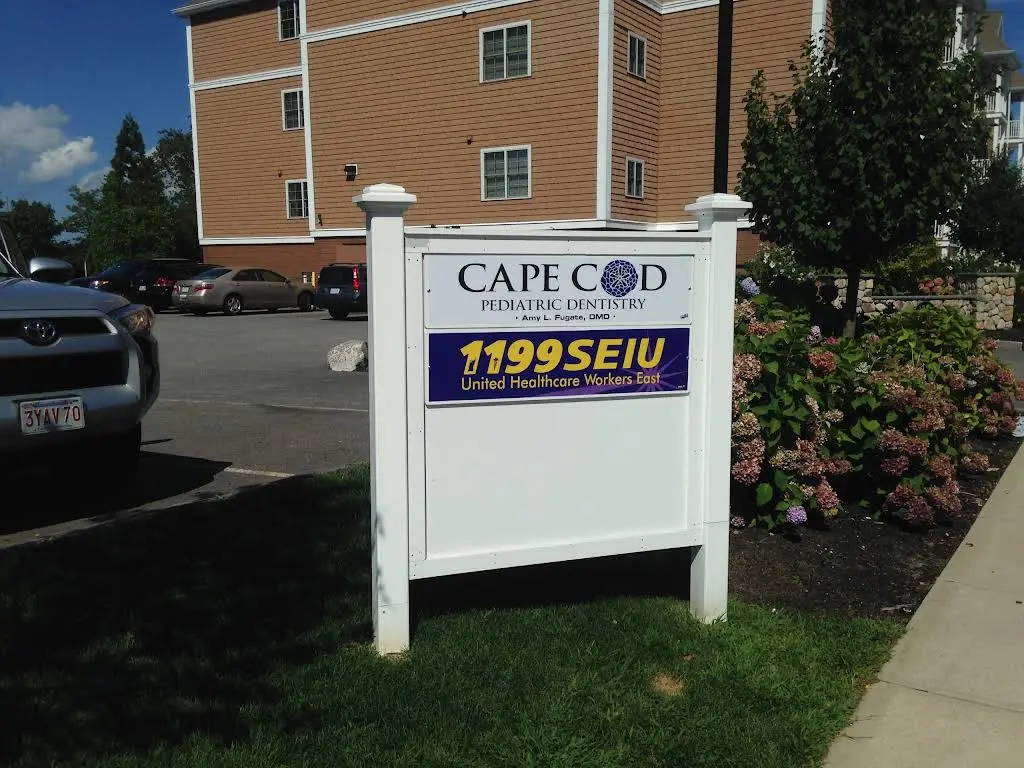 CAPE COD
PEDIATRIC DENTISTRY
• Amy L. Fugate, DMD •
1199SEIU
United Healthcare Workers East
3YAV 70